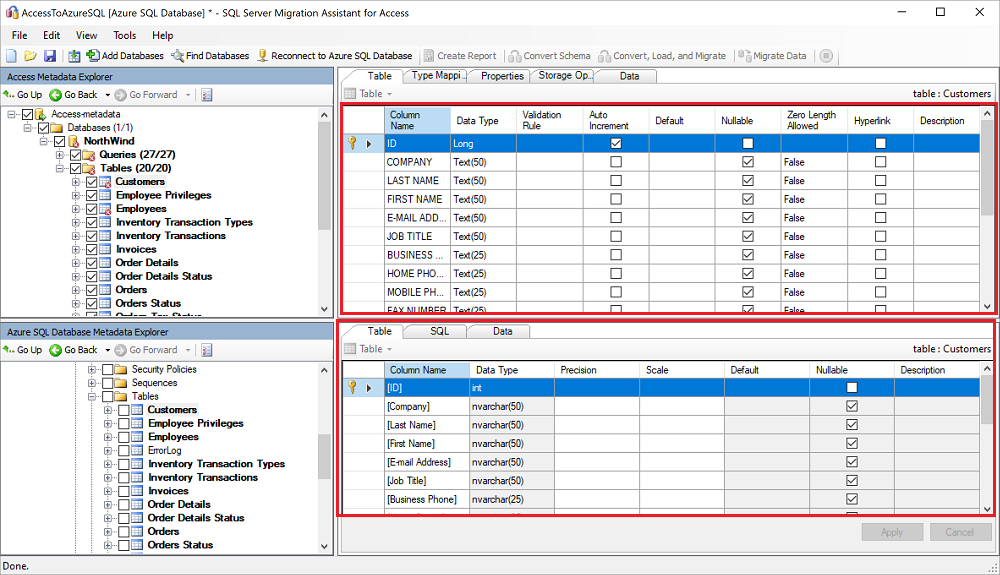 AccessToAzureSQL [Azure SQL Database] * - SQL Server Migration Assistant for Access
File Edit View Tools Help
Add Databases Find Databases Reconnect to Azure SQL Database Create Report Convert Schema Convert, Load, and Migrate Migrate Data
Access Metadata Explorer
Go Up Go Back Go Forward
Access-metadata
Databases (1/1)
NorthWind
Queries (27/27)
Tables (20/20)
Customers
Employee Privileges
Employees
Inventory Transaction Types
Inventory Transactions
Invoices
Order Details
Order Details Status
Orders
Orders Status
Orders Tax Status
Table Type Mappi.. Properties Storage Op.. Data
Table table : Customers
Column Name Data Type Validation Rule Auto Increment Default Nullable Zero Length Allowed Hyperlink Description
ID Long
COMPANY Text(50) False
LAST NAME Text(50) False
FIRST NAME Text(50) False
E-MAIL ADD... Text(50) False
JOB TITLE Text(50) False
BUSINESS ... Text(25) False
HOME PHO... Text(25) False
MOBILE PH... Text(25) False
FAX NUMBER Text(25) False
Azure SQL Database Metadata Explorer
Go Up Go Back Go Forward
Security Policies
Sequences
Tables
Customers
Employee Privileges
Employees
ErrorLog
Inventory Transaction Types
Inventory Transactions
Invoices
Order Details
Order Details Status
Orders
Orders Status
Table SQL Data
Table table : Customers
Column Name Data Type Precision Scale Default Nullable Description
[ID] int
[Company] nvarchar(50)
[Last Name] nvarchar(50)
[First Name] nvarchar(50)
[E-mail Address] nvarchar(50)
[Job Title] nvarchar(50)
[Business Phone] nvarchar(25)
Apply Cancel
Done.